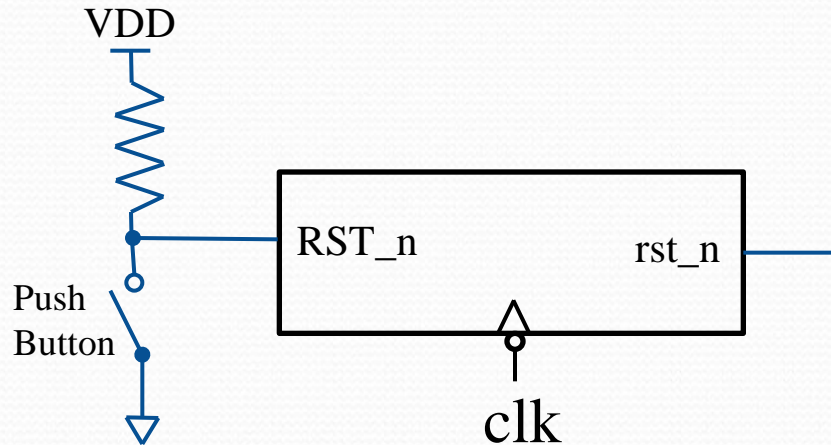 VDD
RST_n
rst_n
Push
Button
clk